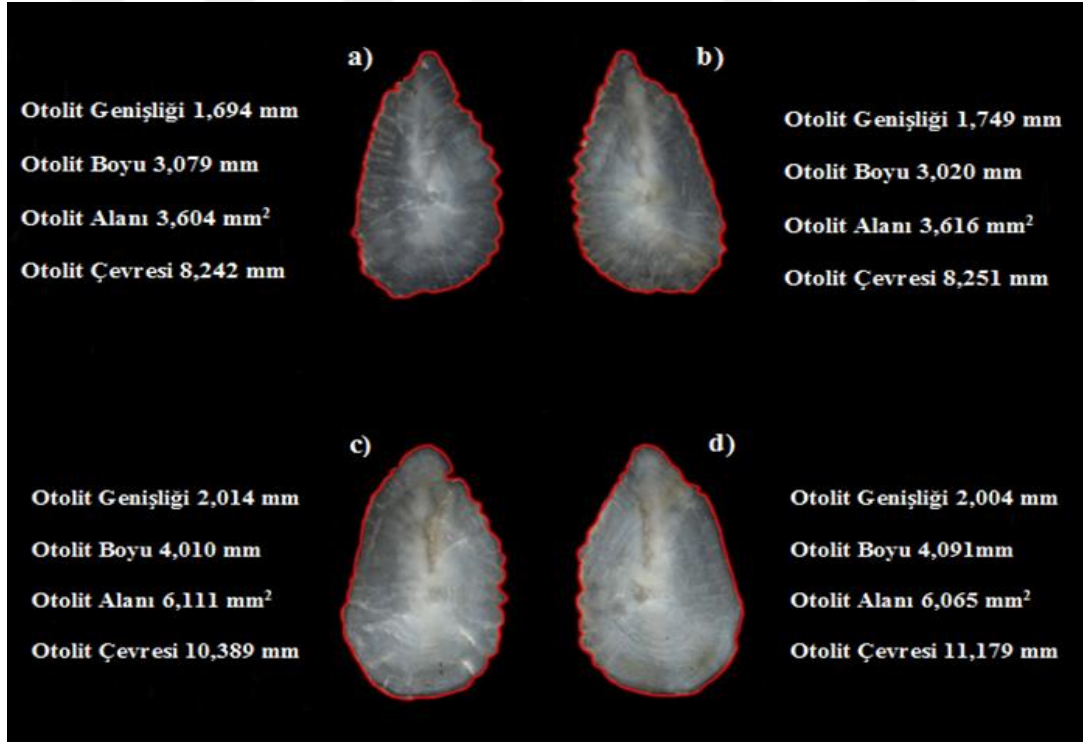 a)
Otolit Genişliği 1,694 mm
Otolit Boyu 3,079 mm
Otolit Alanı 3,604 mm²
Otolit Çevresi 8,242 mm
b)
Otolit Genişliği 1,749 mm
Otolit Boyu 3,020 mm
Otolit Alanı 3,616 mm²
Otolit Çevresi 8,251 mm
c)
Otolit Genişliği 2,014 mm
Otolit Boyu 4,010 mm
Otolit Alanı 6,111 mm²
Otolit Çevresi 10,389 mm
d)
Otolit Genişliği 2,004 mm
Otolit Boyu 4,091mm
Otolit Alanı 6,065 mm²
Otolit Çevresi 11,179 mm